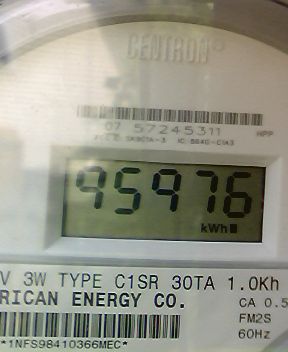 CENTRON®
07 57245311
HPP
95976
kWh
V 3W TYPE C1SR 30TA 1.0Kh
RICAN ENERGY CO.
CA 0.5
FM2S
60Hz
*1NFS98410366MEC*